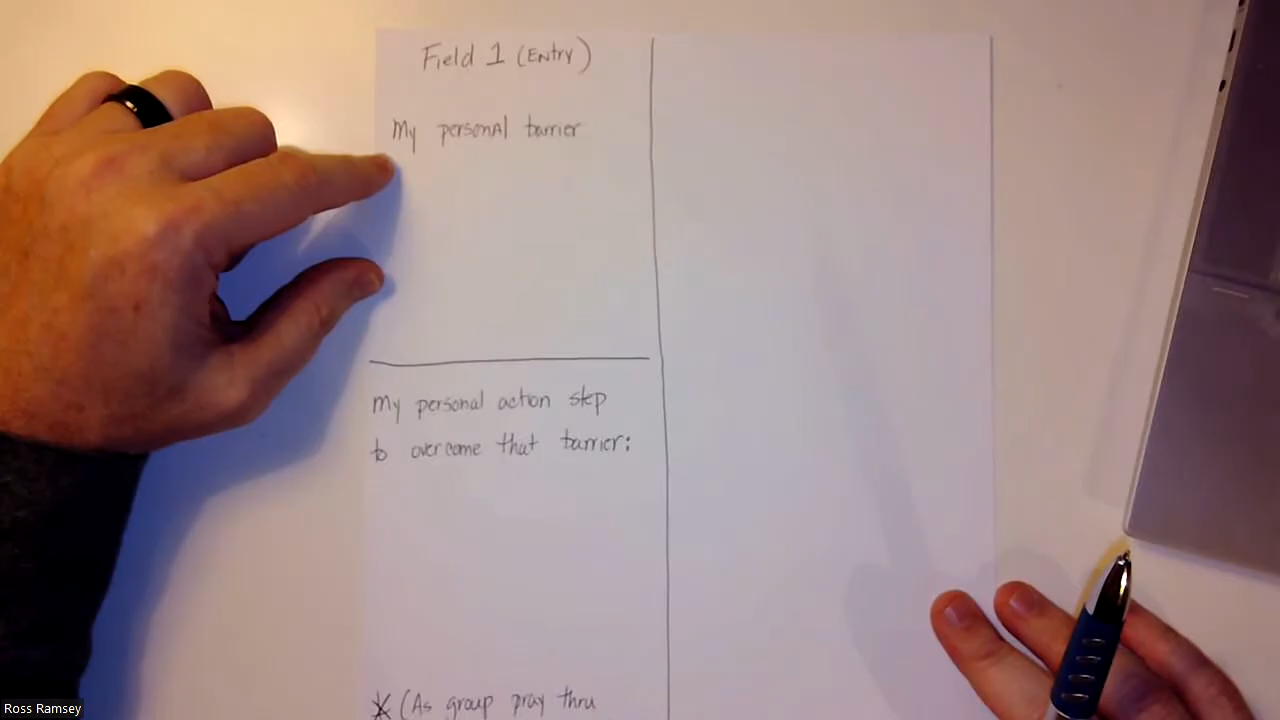 Field 1 (Entry)
My personal barrier
My personal action step
to overcome that barrier:
* (As group pray thru
Ross Ramsey